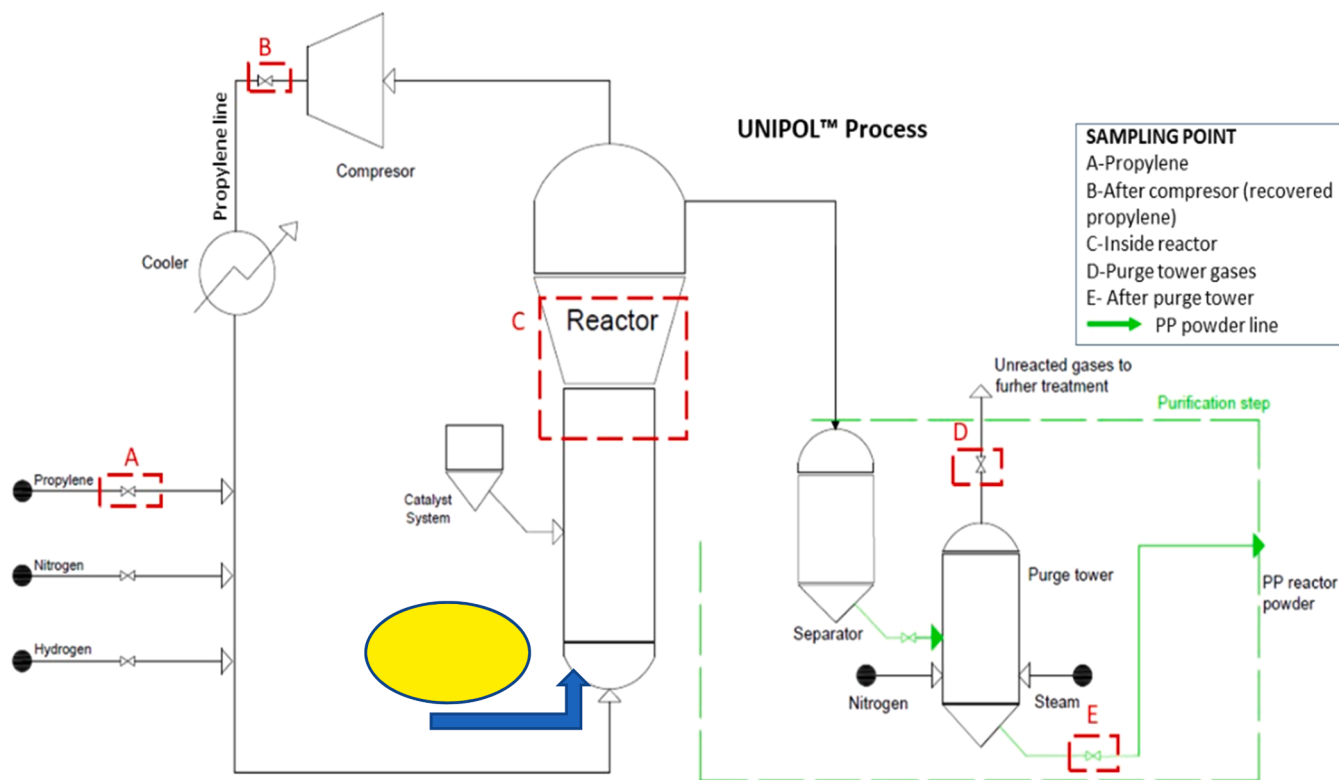 B
Propylene line
Compresor
UNIPOL™ Process
SAMPLING POINT
A-Propylene
B-After compresor (recovered
propylene)
C-Inside reactor
D-Purge tower gases
E- After purge tower
PP powder line
Cooler
C
Reactor
Unreacted gases to
furher treatment
Purification step
D
A
Propylene
Catalyst
System
Nitrogen
Purge tower
PP reactor
powder
Separator
Hydrogen
Nitrogen
Steam
E